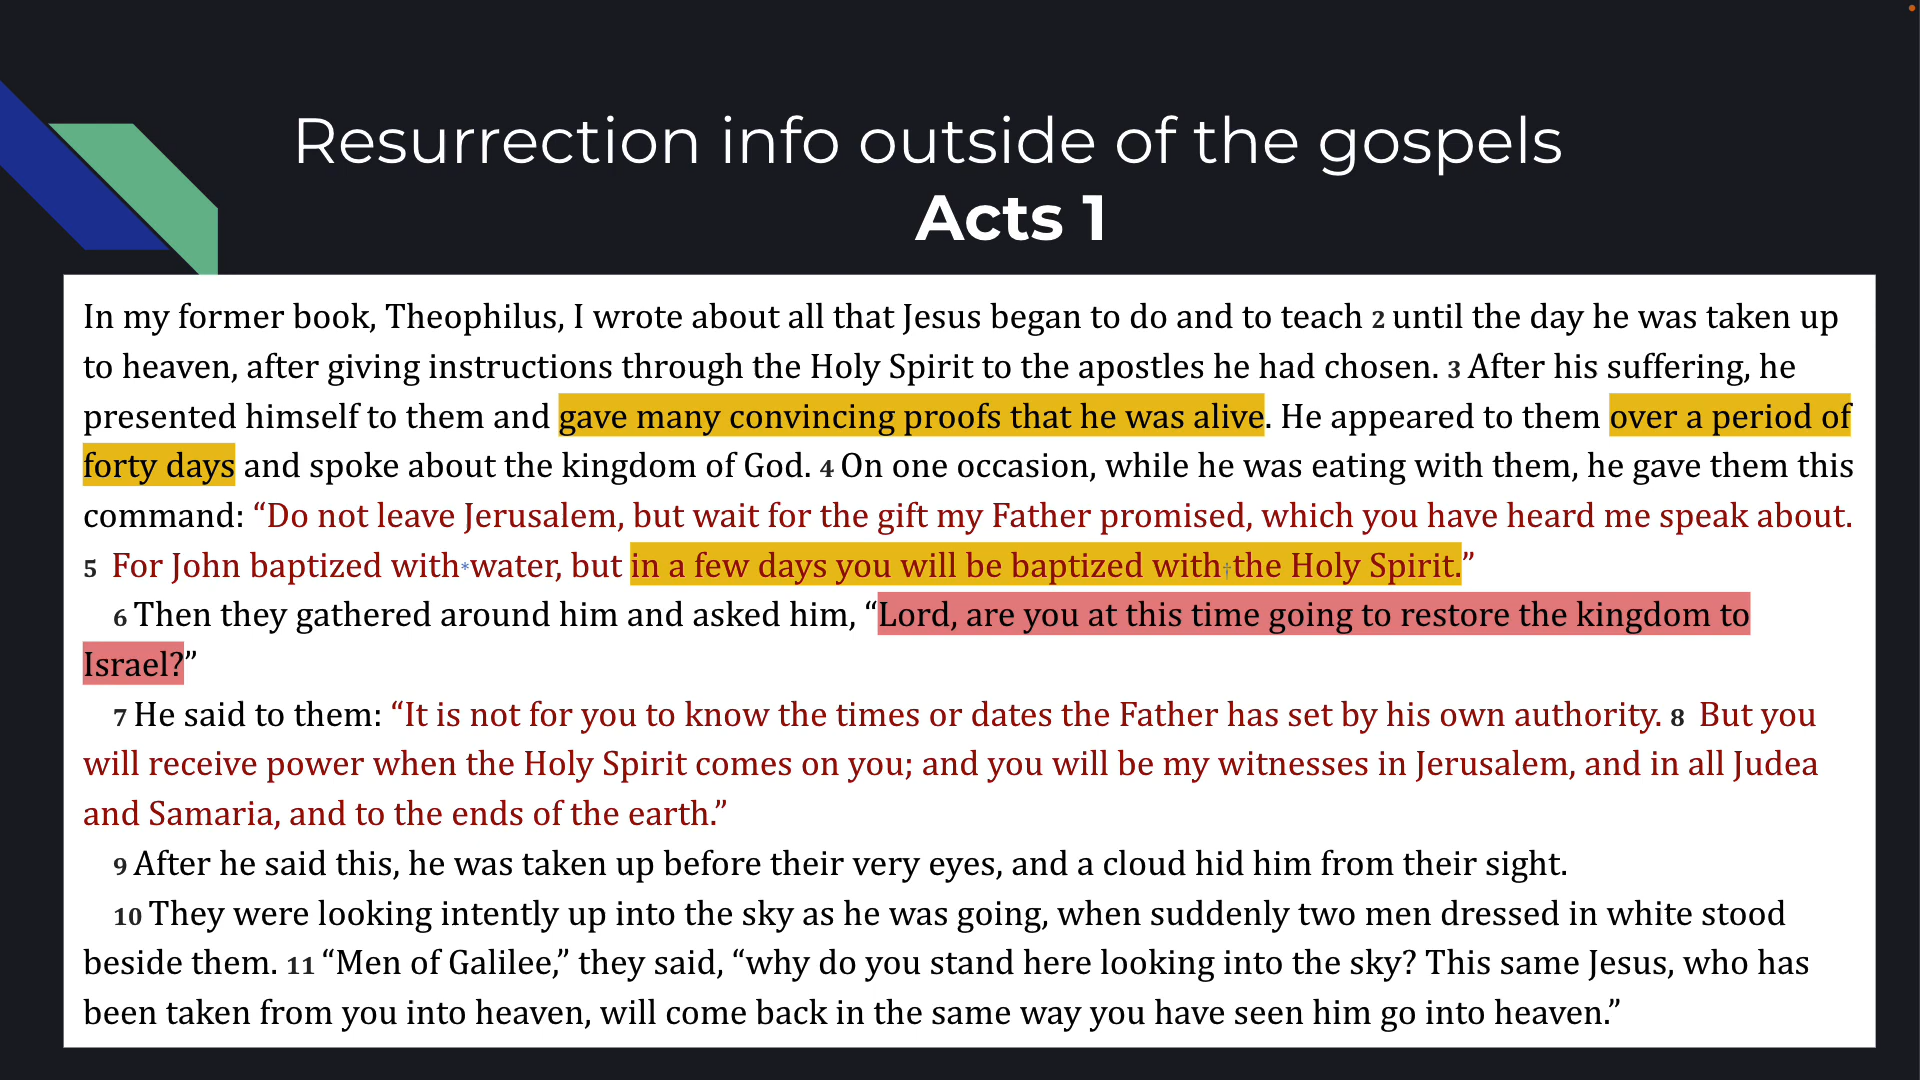 Resurrection info outside of the gospels
Acts 1
In my former book, Theophilus, I wrote about all that Jesus began to do and to teach 2 until the day he was taken up
to heaven, after giving instructions through the Holy Spirit to the apostles he had chosen. 3 After his suffering, he
presented himself to them and gave many convincing proofs that he was alive. He appeared to them over a period of
forty days and spoke about the kingdom of God. 4 On one occasion, while he was eating with them, he gave them this
command: “Do not leave Jerusalem, but wait for the gift my Father promised, which you have heard me speak about.
5 For John baptized with*water, but in a few days you will be baptized with†the Holy Spirit.”
6 Then they gathered around him and asked him, “Lord, are you at this time going to restore the kingdom to
Israel?”
7 He said to them: “It is not for you to know the times or dates the Father has set by his own authority. 8 But you
will receive power when the Holy Spirit comes on you; and you will be my witnesses in Jerusalem, and in all Judea
and Samaria, and to the ends of the earth.”
9 After he said this, he was taken up before their very eyes, and a cloud hid him from their sight.
10 They were looking intently up into the sky as he was going, when suddenly two men dressed in white stood
beside them. 11 “Men of Galilee,” they said, “why do you stand here looking into the sky? This same Jesus, who has
been taken from you into heaven, will come back in the same way you have seen him go into heaven.”